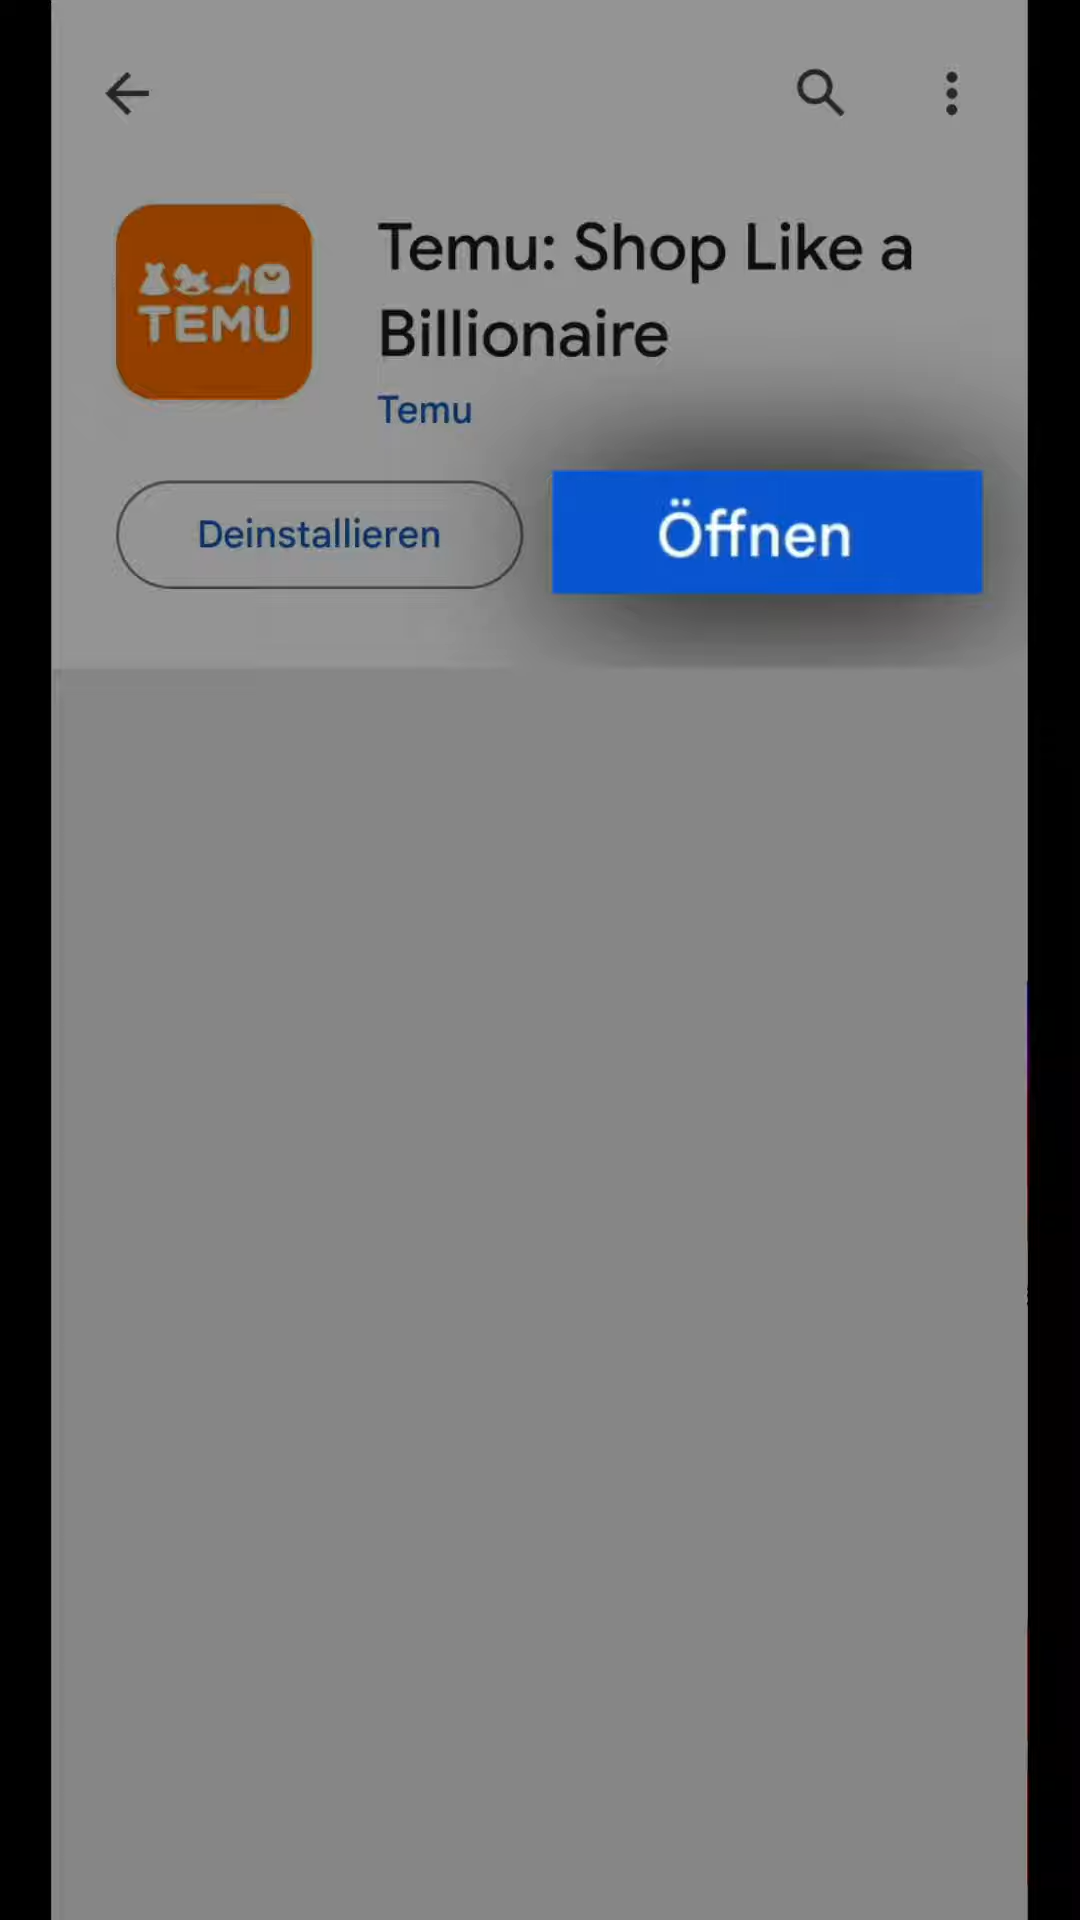 TEMU
Temu: Shop Like a
Billionaire
Temu
Deinstallieren
Öffnen